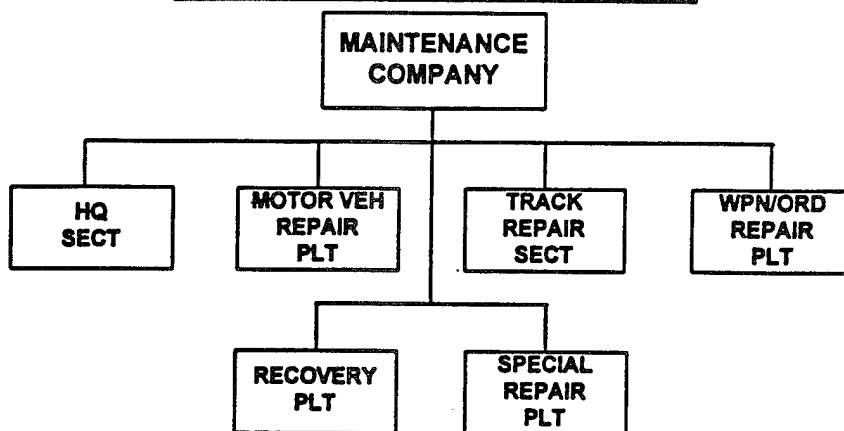 MAINTENANCE
COMPANY
HQ
SECT
MOTOR VEH
REPAIR
PLT
TRACK
REPAIR
SECT
WPN/ORD
REPAIR
PLT
RECOVERY
PLT
SPECIAL
REPAIR
PLT